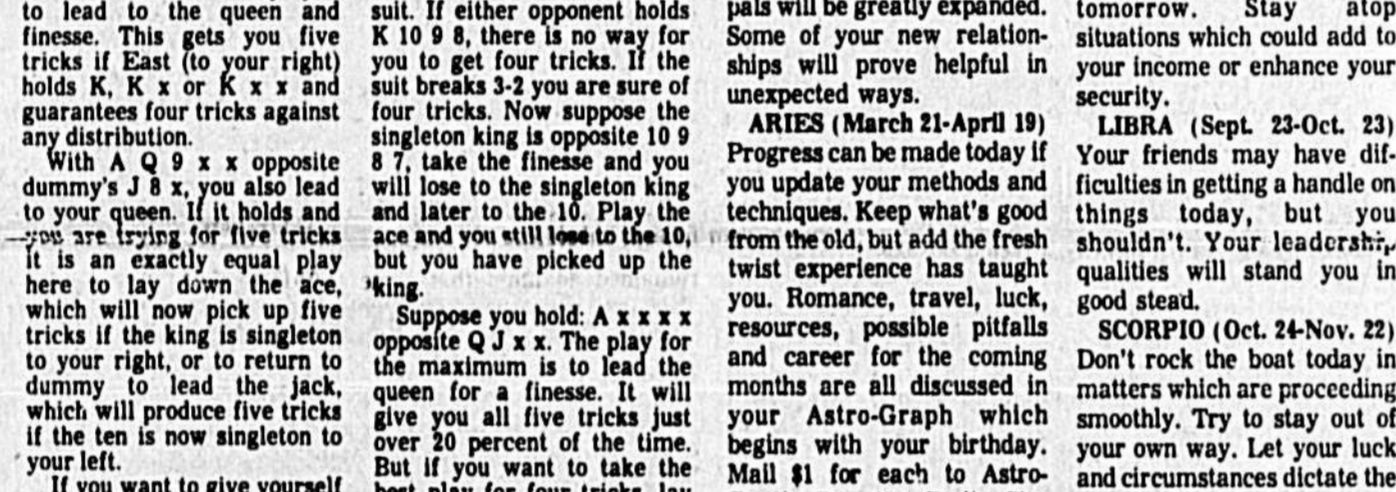 to lead to the queen and
finesse. This gets you five
tricks if East (to your right)
holds K, K x or K x x and
guarantees four tricks against
any distribution.
With A Q 9 x x opposite
dummy's J 8 x, you also lead
to your queen. If it holds and
you are trying for five tricks
it is an exactly equal play
here to lay down the ace,
which will now pick up five
tricks if the king is singleton
to your right, or to return to
dummy to lead the jack,
which will produce five tricks
if the ten is now singleton to
your left.
If you want to give yourself
suit. If either opponent holds
K 10 9 8, there is no way for
you to get four tricks. If the
suit breaks 3-2 you are sure of
four tricks. Now suppose the
singleton king is opposite 10 9
8 7, take the finesse and you
will lose to the singleton king
and later to the 10. Play the
ace and you still lose to the 10,
but you have picked up the
king.
Suppose you hold: A x x x x
opposite Q J x x. The play for
the maximum is to lead the
queen for a finesse. It will
give you all five tricks just
over 20 percent of the time.
But if you want to take the
best play for four tricks, lay
pals will be greatly expanded.
Some of your new relation-
ships will prove helpful in
unexpected ways.
ARIES (March 21-April 19)
Progress can be made today if
you update your methods and
techniques. Keep what's good
from the old, but add the fresh
twist experience has taught
you. Romance, travel, luck,
resources, possible pitfalls
and career for the coming
months are all discussed in
your Astro-Graph which
begins with your birthday.
Mail $1 for each to Astro-
tomorrow. Stay atop
situations which could add to
your income or enhance your
security.
LIBRA (Sept. 23-Oct. 23)
Your friends may have dif-
ficulties in getting a handle on
things today, but you
shouldn't. Your leadership
qualities will stand you in
good stead.
SCORPIO (Oct. 24-Nov. 22)
Don't rock the boat today in
matters which are proceeding
smoothly. Try to stay out of
your own way. Let your luck
and circumstances dictate the